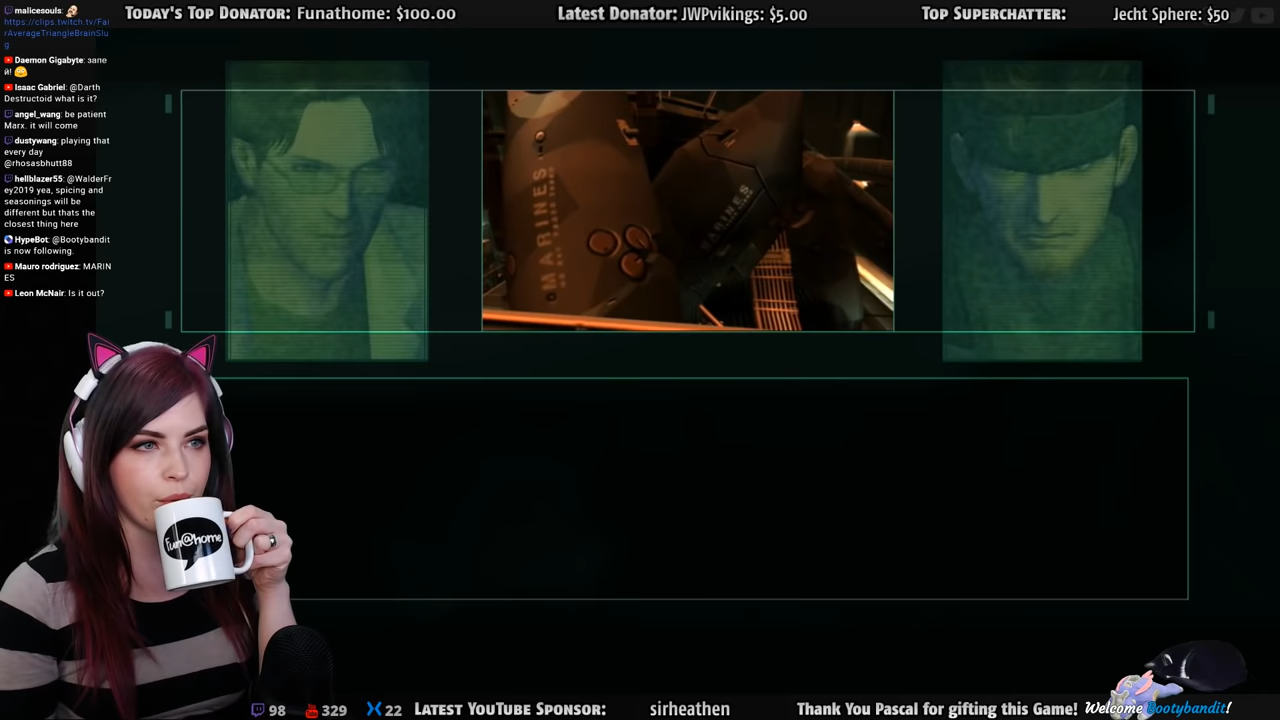 TODAY'S TOP DONATOR: Funathome: $100.00
Latest Donator: JWPvikings: $5.00
TOP SUPERCHATTER: Jecht Sphere: $50
malicesouls:
https://clips.twitch.tv/Fai
rAverageTriangleBrainSlu
g
Daemon Gigabyte: зале
й!
Isaac Gabriel: @Darth
Destructoid what is it?
angel_wang: be patient
Marx. it will come
dustywang: playing that
every day
@rhosasbhutt88
hellblazer55: @WalderFr
ey2019 yea, spicing and
seasonings will be
different but thats the
closest thing here
HypeBot: @Bootybandit
is now following.
Mauro rodriguez: MARIN
ES
Leon McNair: Is it out?
MARINES
MARINES
Fun@home
98
329
22
LATEST YOUTUBE SPONSOR: sirheathen
Thank You Pascal for gifting this Game!
Welcome Bootybandit!